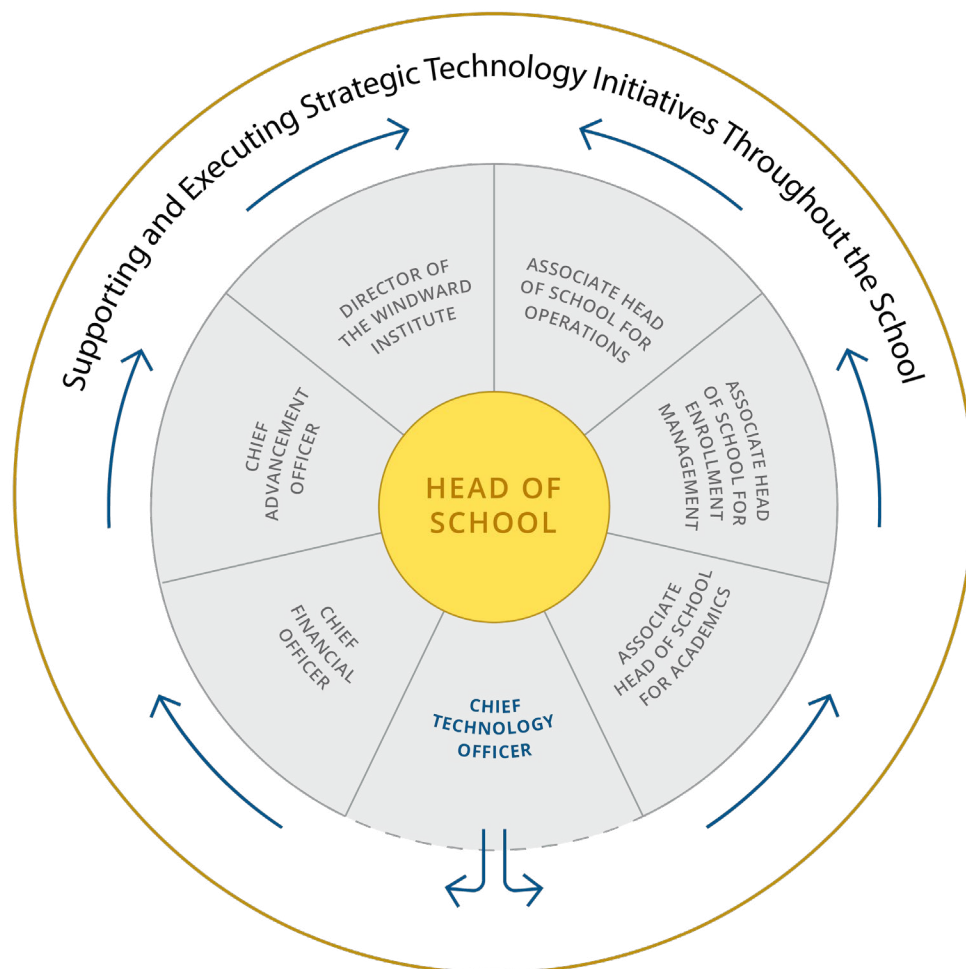 Supporting and Executing Strategic Technology Initiatives Throughout the School
DIRECTOR OF
THE WINDWARD
INSTITUTE
ASSOCIATE HEAD
OF SCHOOL FOR
OPERATIONS
CHIEF
ADVANCEMENT
OFFICER
ASSOCIATE HEAD
OF SCHOOL FOR
ENROLLMENT
MANAGEMENT
HEAD OF
SCHOOL
CHIEF
FINANCIAL
OFFICER
ASSOCIATE
HEAD OF SCHOOL
FOR ACADEMICS
CHIEF
TECHNOLOGY
OFFICER